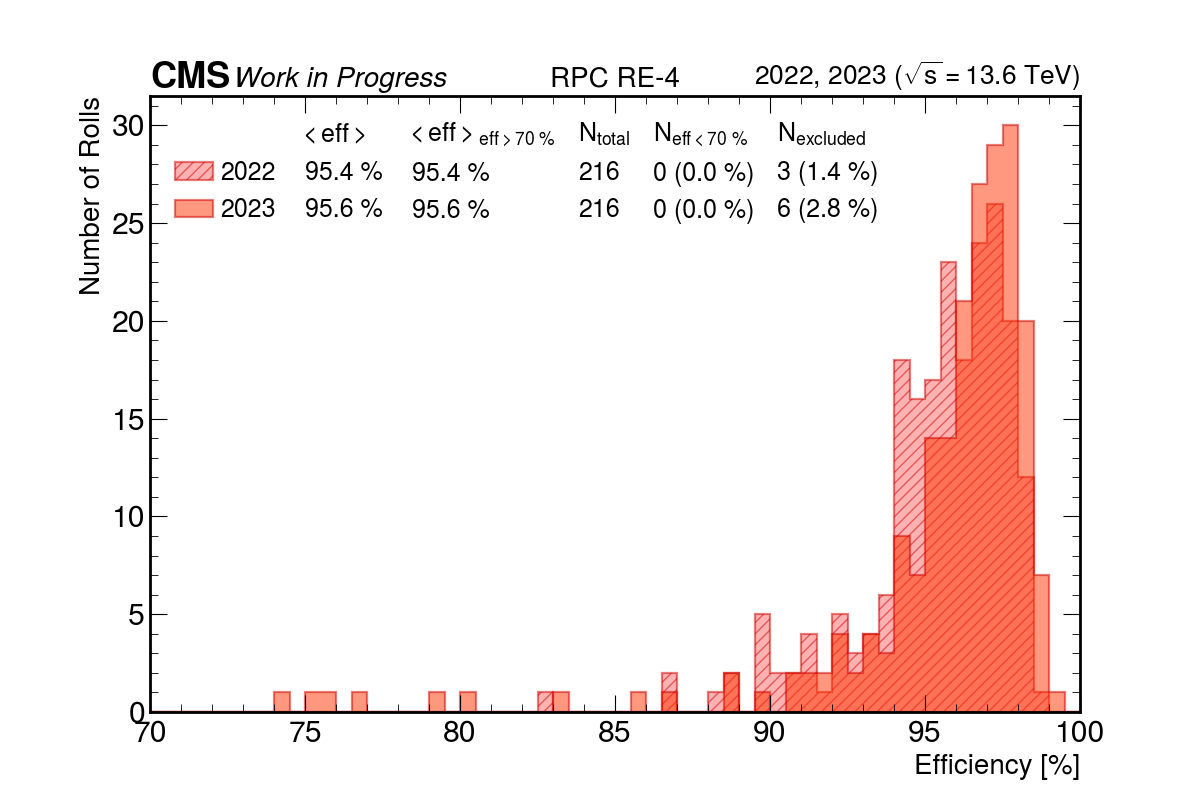 CMS Work in Progress RPC RE-4 2022, 2023 (√s = 13.6 TeV)
< eff > < eff > eff > 70 % Ntotal Neff < 70 % Nexcluded
2022 95.4 % 95.4 % 216 0 (0.0 %) 3 (1.4 %)
2023 95.6 % 95.6 % 216 0 (0.0 %) 6 (2.8 %)
Number of Rolls
30
25
20
15
10
5
0
70 75 80 85 90 95 100
Efficiency [%]